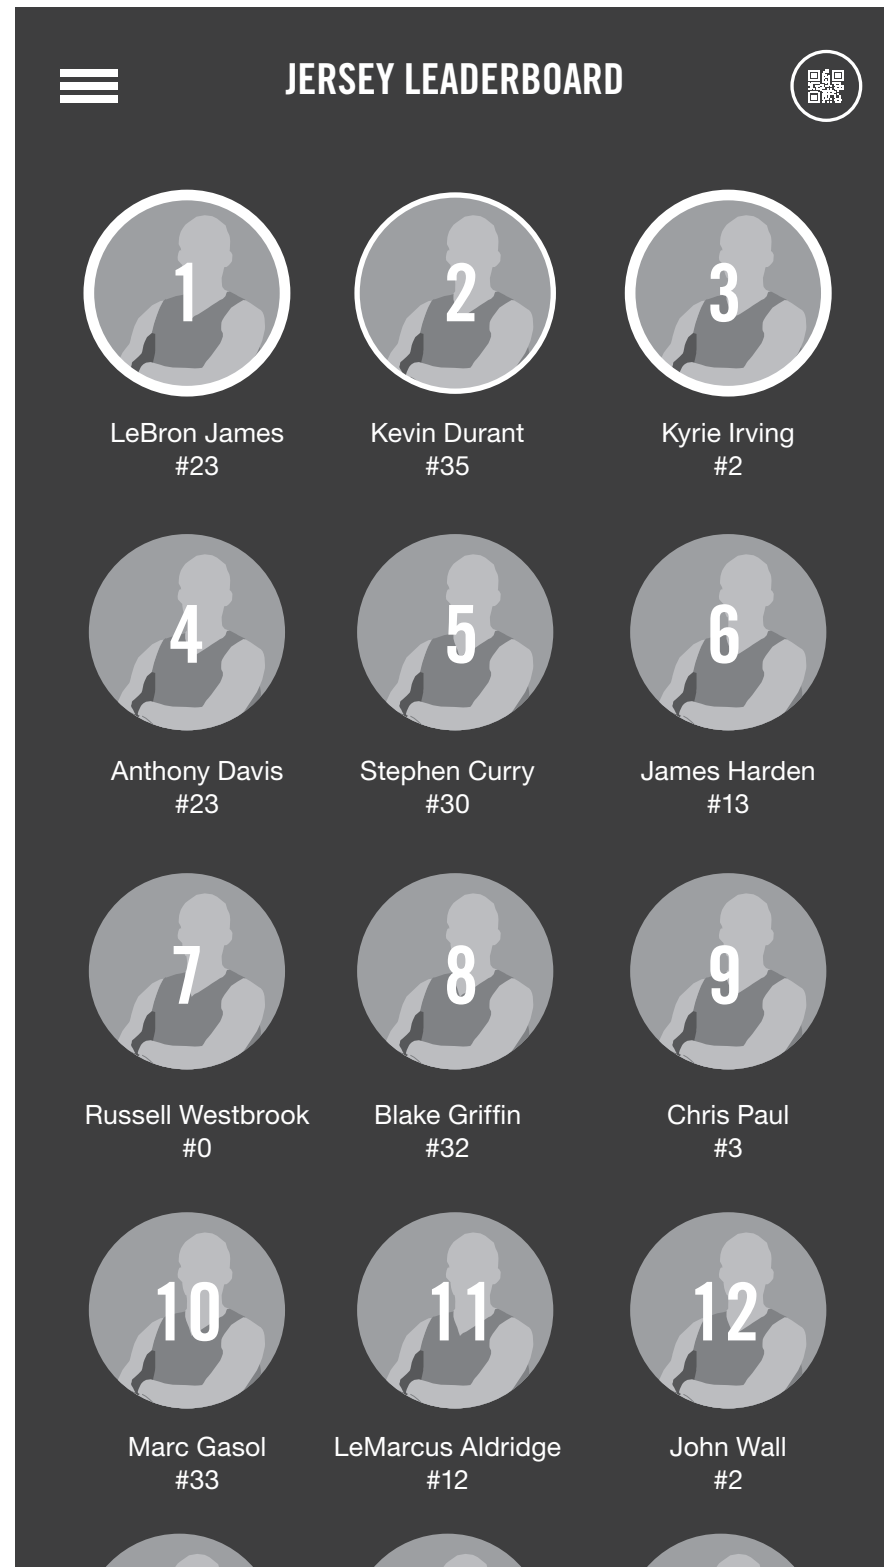 JERSEY LEADERBOARD
1 2 3
LeBron James Kevin Durant Kyrie Irving
#23 #35 #2
4 5 6
Anthony Davis Stephen Curry James Harden
#23 #30 #13
7 8 9
Russell Westbrook Blake Griffin Chris Paul
#0 #32 #3
10 11 12
Marc Gasol LeMarcus Aldridge John Wall
#33 #12 #2